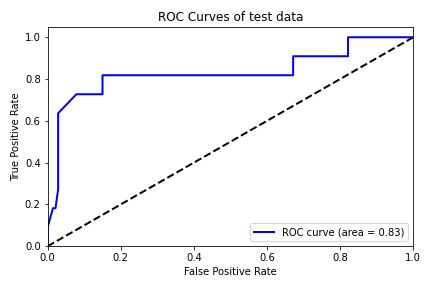 ROC Curves of test data
True Positive Rate
1.0
0.8
0.6
0.4
0.2
0.0
ROC curve (area = 0.83)
0.0 0.2 0.4 0.6 0.8 1.0
False Positive Rate